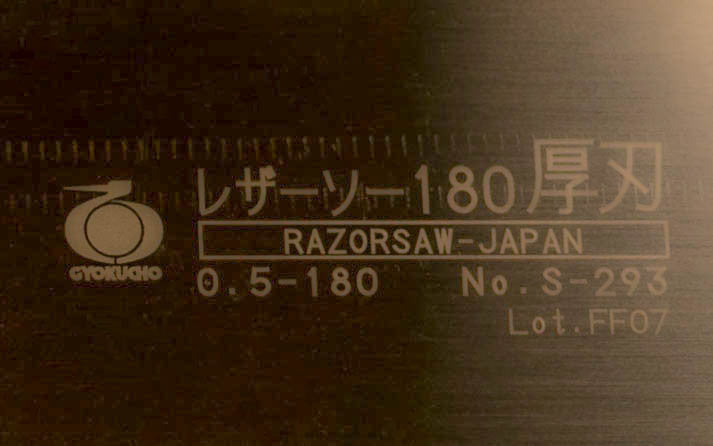 レザーソー180 厚刃
RAZORSAW-JAPAN
GYOKUCHO
0.5-180 No.S-293
Lot.FF07